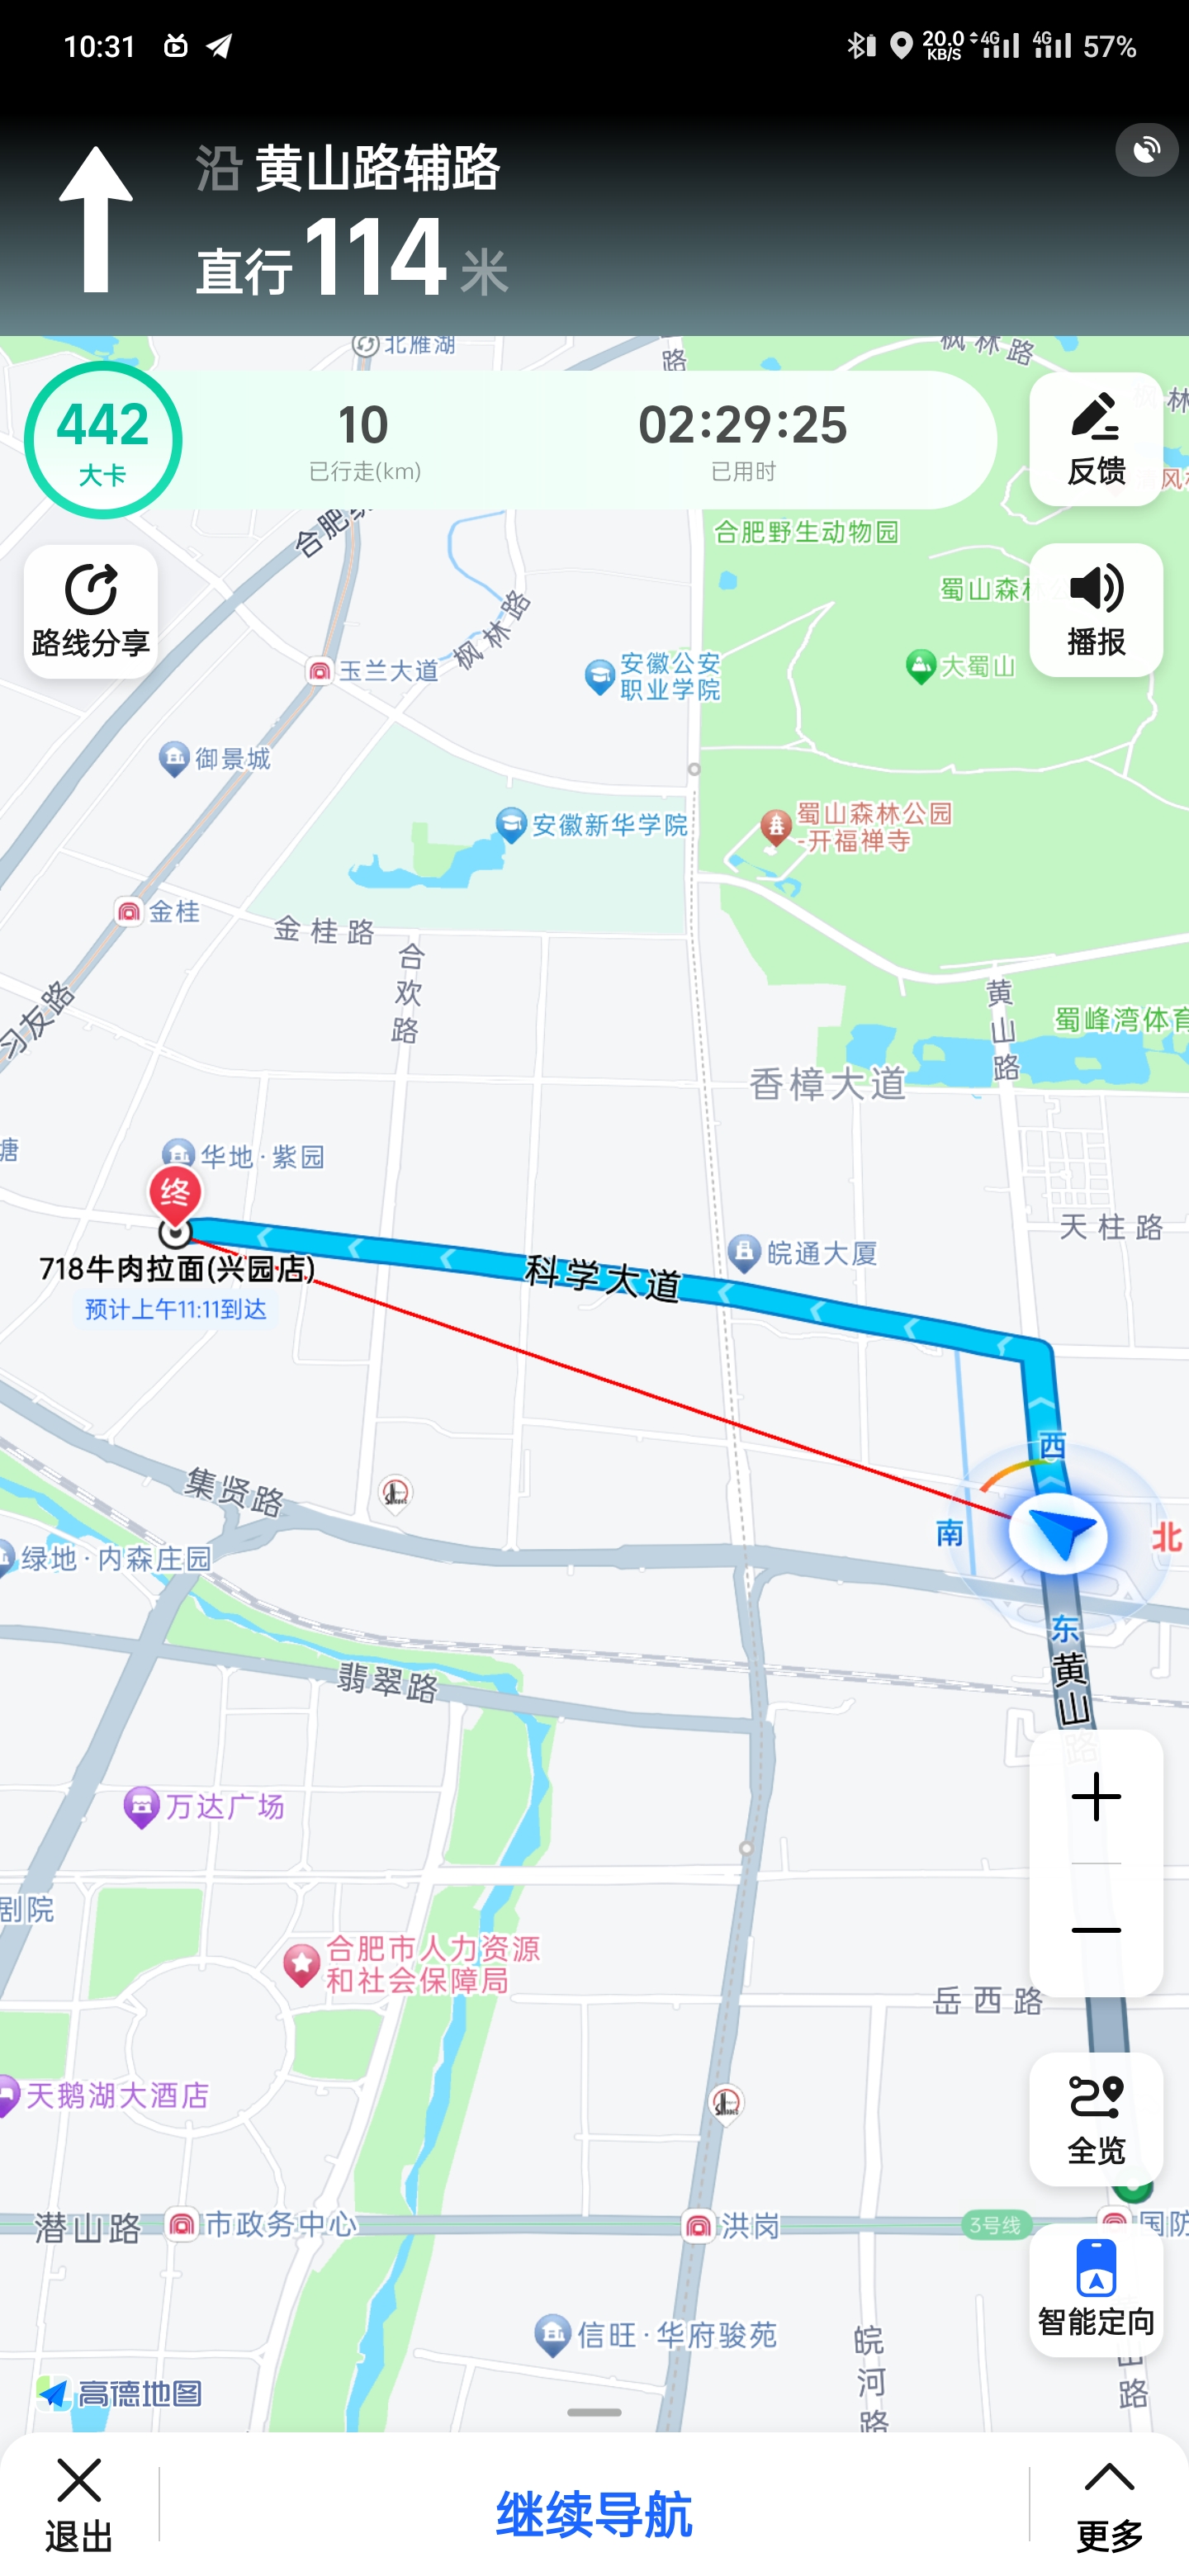 10:31
20.0
KB/S
4G
4G
57%
沿 黄山路辅路
直行 114 米
北雁湖
路
枫林路
442
大卡
10
已行走(km)
02:29:25
已用时
反馈
合肥野生动物园
蜀山森林
播报
路线分享
枫林路
玉兰大道
安徽公安
职业学院
大蜀山
御景城
安徽新华学院
蜀山森林公园
-开福禅寺
金桂
金桂路
合欢路
习友路
黄山路
蜀峰湾体育
香樟大道
塘
华地·紫园
终
天柱路
皖通大厦
718牛肉拉面(兴园店)
科学大道
预计上午11:11到达
西
集贤路
南
北
绿地·内森庄园
东
黄山路
翡翠路
万达广场
剧院
合肥市人力资源
和社会保障局
岳西路
天鹅湖大酒店
全览
潜山路
市政务中心
洪岗
3号线
国防
智能定向
信旺·华府骏苑
皖河路
路
高德地图
退出
继续导航
更多